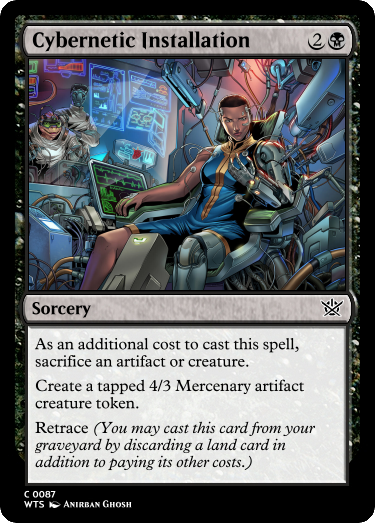 Cybernetic Installation 2
Sorcery
As an additional cost to cast this spell,
sacrifice an artifact or creature.
Create a tapped 4/3 Mercenary artifact
creature token.
Retrace (You may cast this card from your
graveyard by discarding a land card in
addition to paying its other costs.)
C 0087
WTS Anirban Ghosh